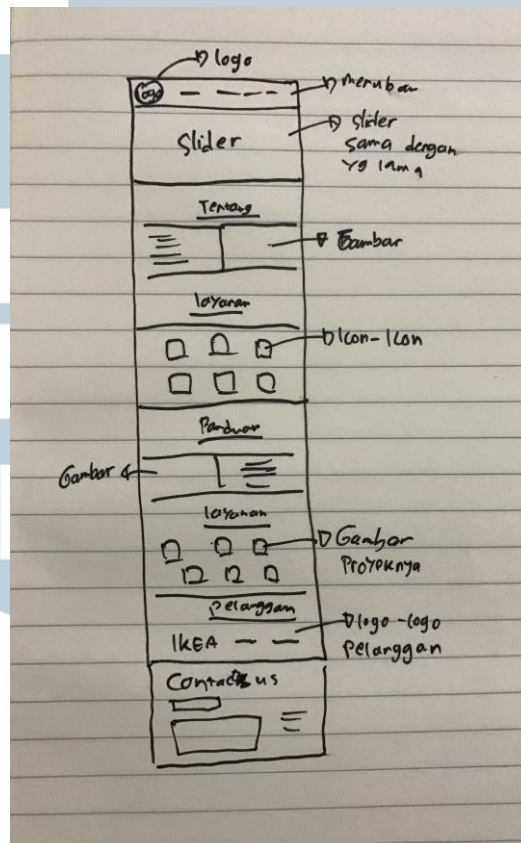 logo
logo
menubar
Slider
slider
sama dengan
yg lama
Tentang
Gambar
layanan
Icon-Icon
Panduan
Gambar
layanan
Gambar
Proyeknya
Pelanggan
IKEA
logo-logo
Pelanggan
Contact us